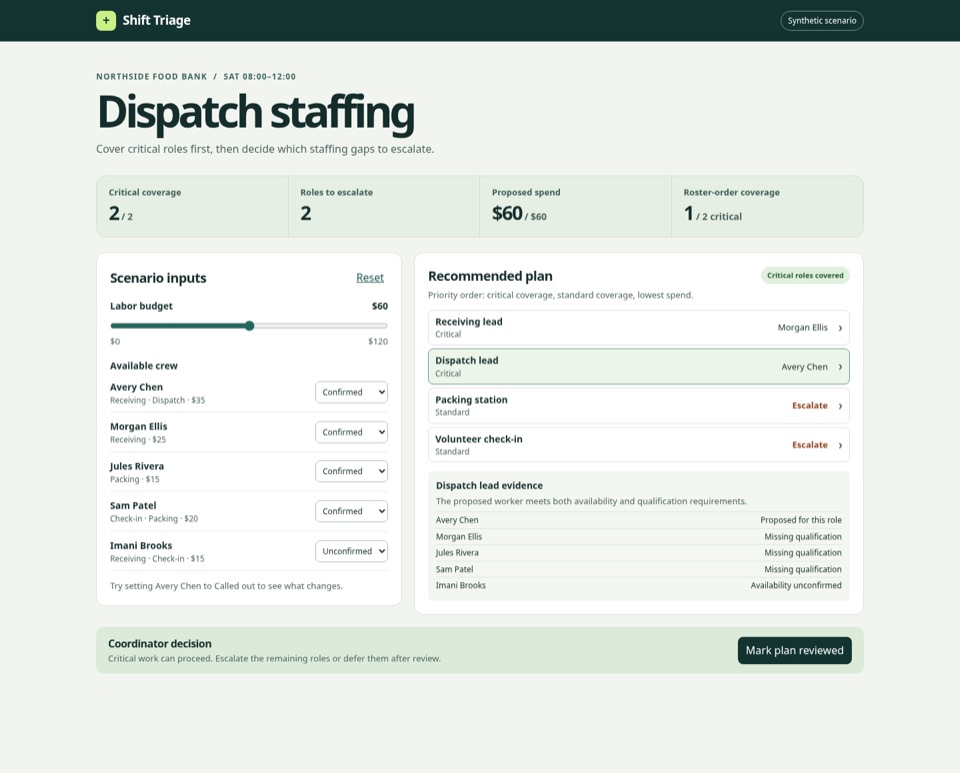 + Shift Triage
Synthetic scenario
NORTHSIDE FOOD BANK / SAT 08:00–12:00
Dispatch staffing
Cover critical roles first, then decide which staffing gaps to escalate.
Critical coverage
2 / 2
Roles to escalate
2
Proposed spend
$60 / $60
Roster-order coverage
1 / 2 critical
Scenario inputs
Reset
Labor budget
$60
$0
$120
Available crew
Avery Chen
Receiving · Dispatch · $35
Confirmed
Morgan Ellis
Receiving · $25
Confirmed
Jules Rivera
Packing · $15
Confirmed
Sam Patel
Check-in · Packing · $20
Confirmed
Imani Brooks
Receiving · Check-in · $15
Unconfirmed
Try setting Avery Chen to Called out to see what changes.
Recommended plan
Critical roles covered
Priority order: critical coverage, standard coverage, lowest spend.
Receiving lead
Critical
Morgan Ellis ›
Dispatch lead
Critical
Avery Chen ›
Packing station
Standard
Escalate ›
Volunteer check-in
Standard
Escalate ›
Dispatch lead evidence
The proposed worker meets both availability and qualification requirements.
Avery Chen Proposed for this role
Morgan Ellis Missing qualification
Jules Rivera Missing qualification
Sam Patel Missing qualification
Imani Brooks Availability unconfirmed
Coordinator decision
Critical work can proceed. Escalate the remaining roles or defer them after review.
Mark plan reviewed